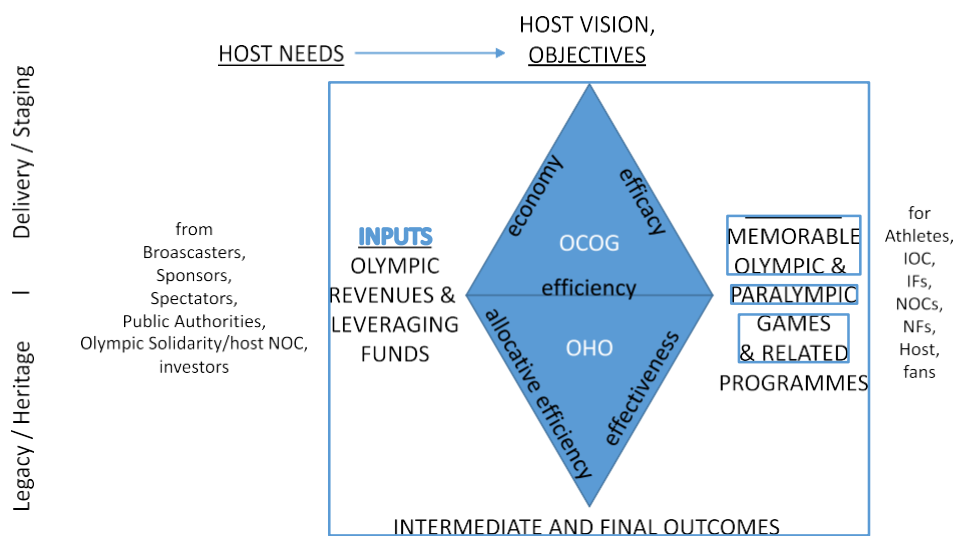 HOST NEEDS
HOST VISION,
OBJECTIVES
Delivery / Staging
I
Legacy / Heritage
from
Broascasters,
Sponsors,
Spectators,
Public Authorities,
Olympic Solidarity/host NOC,
investors
INPUTS
OLYMPIC
REVENUES &
LEVERAGING
FUNDS
economy
efficacy
OCOG
efficiency
OHO
allocative efficiency
effectiveness
MEMORABLE
OLYMPIC &
PARALYMPIC
GAMES
& RELATED
PROGRAMMES
for
Athletes,
IOC,
IFs,
NOCs,
NFs,
Host,
fans
INTERMEDIATE AND FINAL OUTCOMES